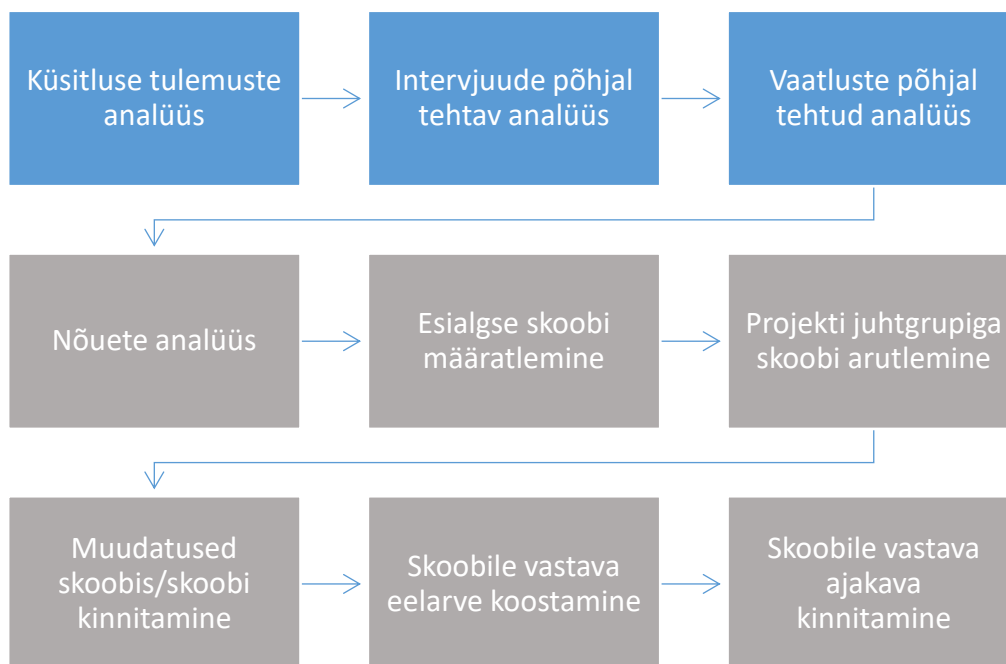 Küsitluse tulemuste
analüüs
Intervjuude põhjal
tehtav analüüs
Vaatluste põhjal
tehtud analüüs
Nõuete analüüs
Esialgse skoobi
määratlemine
Projekti juhtgrupiga
skoobi arutlemine
Muudatused
skoobis/skoobi
kinnitamine
Skoobile vastava
eelarve koostamine
Skoobile vastava
ajakava
kinnitamine